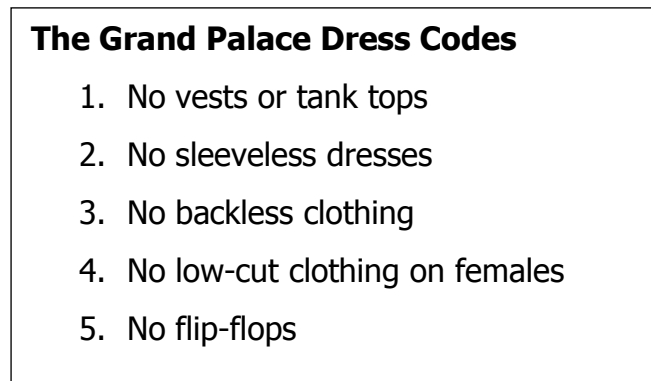 The Grand Palace Dress Codes
1. No vests or tank tops
2. No sleeveless dresses
3. No backless clothing
4. No low-cut clothing on females
5. No flip-flops